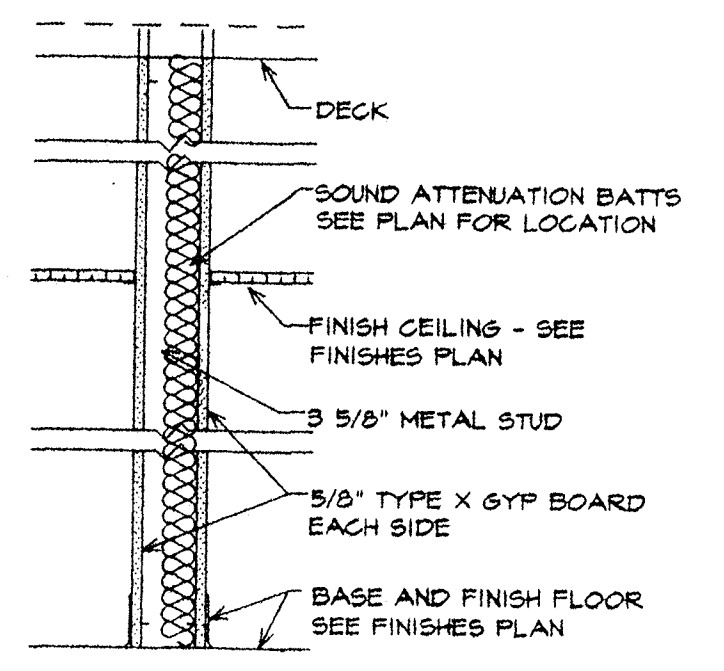 DECK
SOUND ATTENUATION BATTS
SEE PLAN FOR LOCATION
FINISH CEILING - SEE
FINISHES PLAN
3 5/8" METAL STUD
5/8" TYPE X GYP BOARD
EACH SIDE
BASE AND FINISH FLOOR
SEE FINISHES PLAN